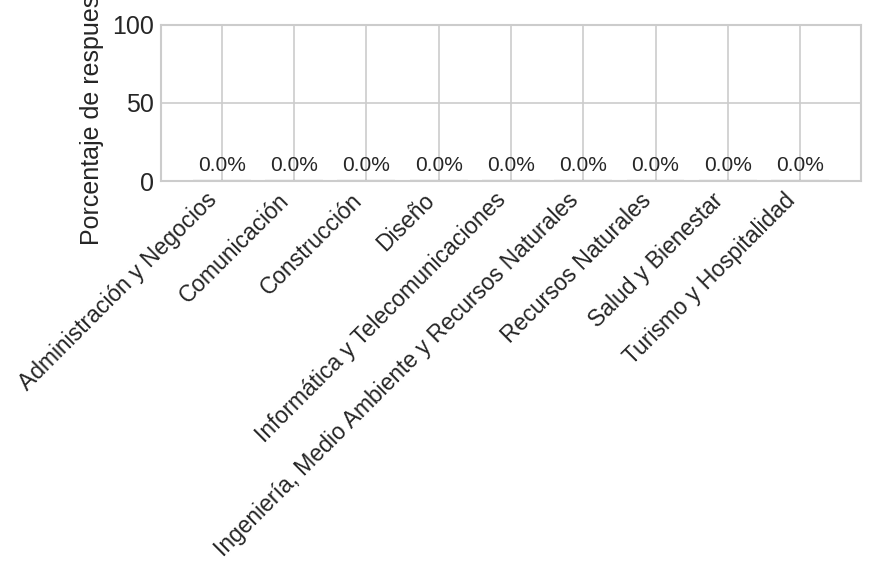 Porcentaje de respues
100
50
0
0.0% 0.0% 0.0% 0.0% 0.0% 0.0% 0.0% 0.0% 0.0%
Administración y Negocios
Comunicación
Construcción
Diseño
Informática y Telecomunicaciones
Ingeniería, Medio Ambiente y Recursos Naturales
Recursos Naturales
Salud y Bienestar
Turismo y Hospitalidad